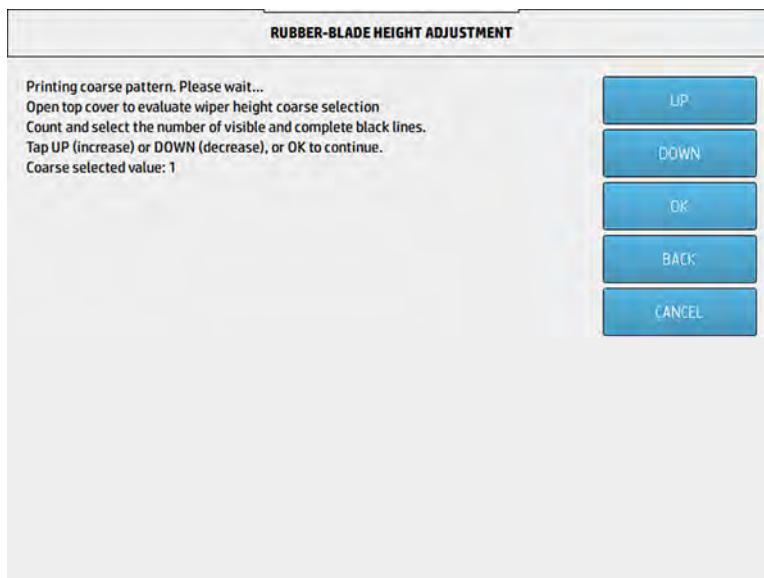 RUBBER-BLADE HEIGHT ADJUSTMENT
Printing coarse pattern. Please wait...
Open top cover to evaluate wiper height coarse selection
Count and select the number of visible and complete black lines.
Tap UP (increase) or DOWN (decrease), or OK to continue.
Coarse selected value: 1
UP
DOWN
OK
BACK
CANCEL